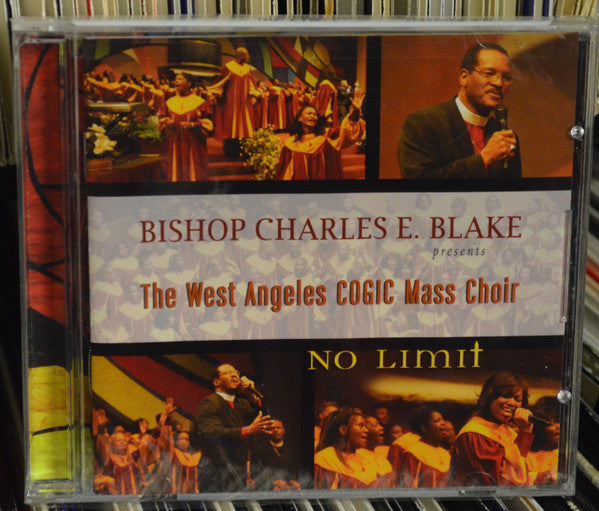 BISHOP CHARLES E. BLAKE
presents
The West Angeles COGIC Mass Choir
NO LIMIT